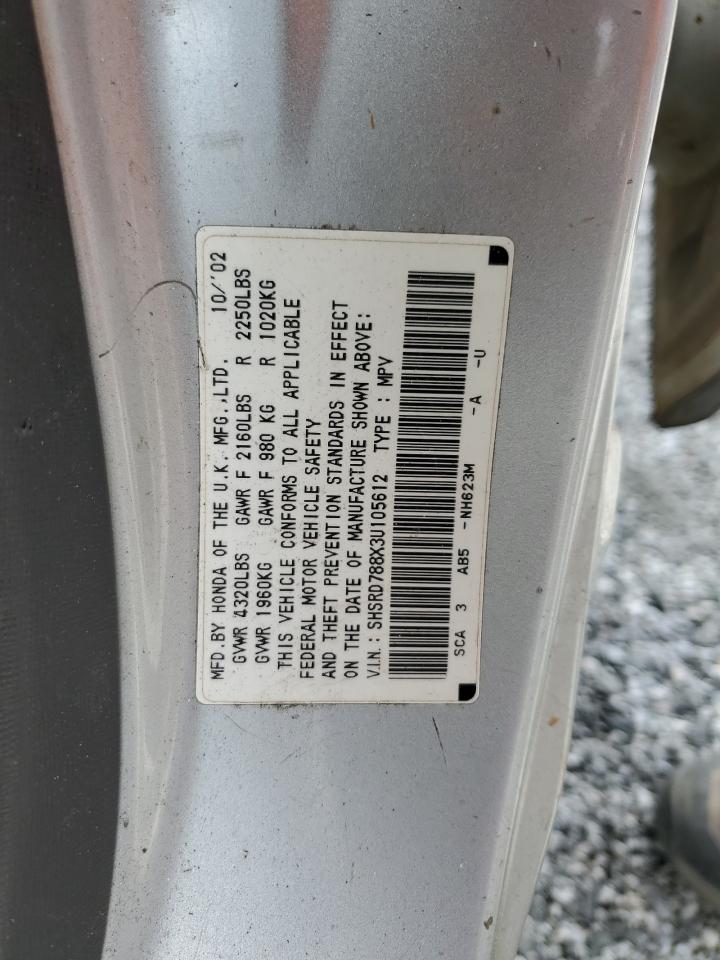 MFD.BY HONDA OF THE U.K. MFG.,LTD. 10/'02
GVWR 4320LBS GAWR F 2160LBS R 2250LBS
GVWR 1960KG GAWR F 980 KG R 1020KG
THIS VEHICLE CONFORMS TO ALL APPLICABLE
FEDERAL MOTOR VEHICLE SAFETY
AND THEFT PREVENTION STANDARDS IN EFFECT
ON THE DATE OF MANUFACTURE SHOWN ABOVE:
V.I.N.: SHSRD788X3U105612 TYPE : MPV
SCA 3 AB5 -NH623M -A -U